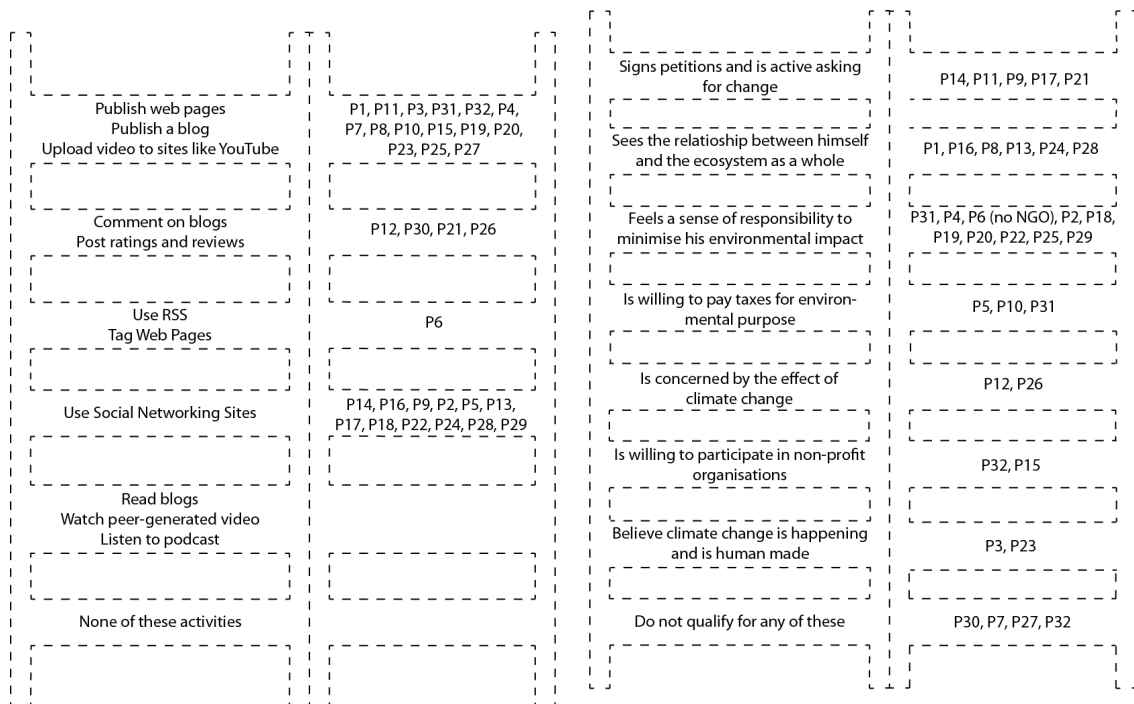 Publish web pages
Publish a blog
Upload video to sites like YouTube
P1, P11, P3, P31, P32, P4,
P7, P8, P10, P15, P19, P20,
P23, P25, P27
Comment on blogs
Post ratings and reviews
P12, P30, P21, P26
Use RSS
Tag Web Pages
P6
Use Social Networking Sites
P14, P16, P9, P2, P5, P13,
P17, P18, P22, P24, P28, P29
Read blogs
Watch peer-generated video
Listen to podcast
None of these activities
Signs petitions and is active asking
for change
P14, P11, P9, P17, P21
Sees the relatioship between himself
and the ecosystem as a whole
P1, P16, P8, P13, P24, P28
Feels a sense of responsibility to
minimise his environmental impact
P31, P4, P6 (no NGO), P2, P18,
P19, P20, P22, P25, P29
Is willing to pay taxes for environ-
mental purpose
P5, P10, P31
Is concerned by the effect of
climate change
P12, P26
Is willing to participate in non-profit
organisations
P32, P15
Believe climate change is happening
and is human made
P3, P23
Do not qualify for any of these
P30, P7, P27, P32